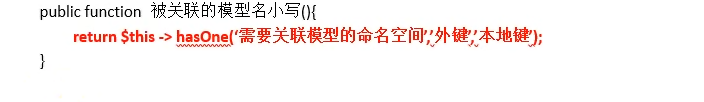 public function  被关联的模型名小写(){
return $this -> hasOne(‘需要关联模型的命名空间’,’外键’,’本地键’);
}